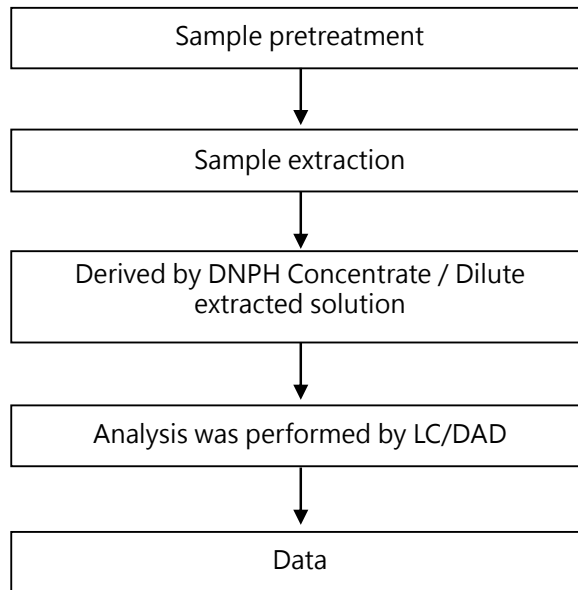 Sample pretreatment
Sample extraction
Derived by DNPH Concentrate / Dilute
extracted solution
Analysis was performed by LC/DAD
Data